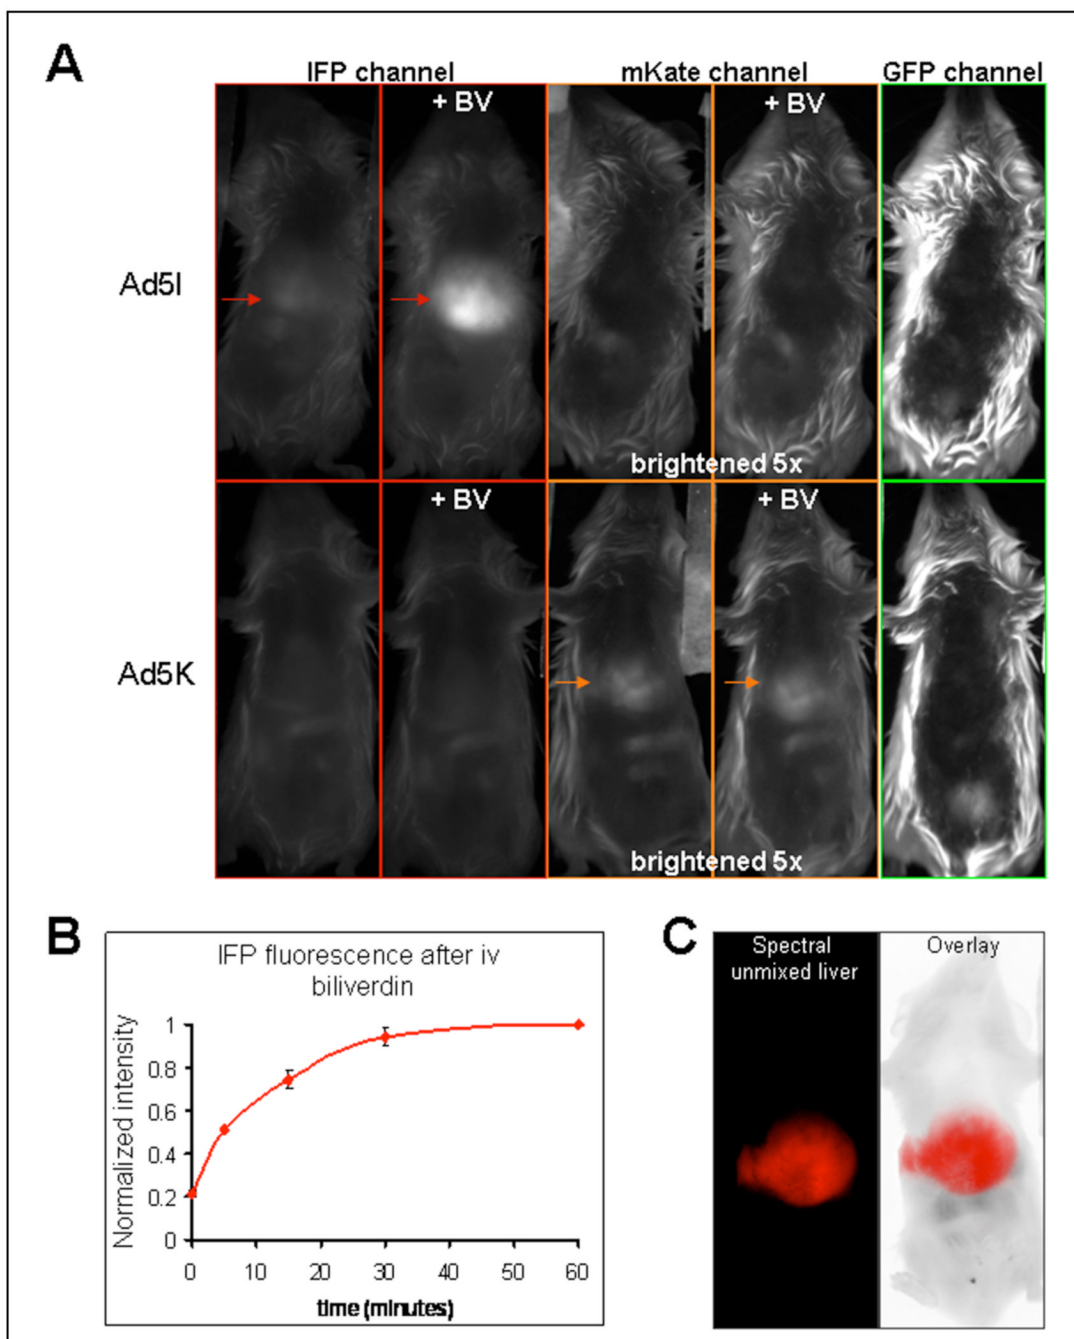 A
IFP channel
mKate channel
GFP channel
+ BV
+ BV
Ad5I
brightened 5x
+ BV
+ BV
Ad5K
brightened 5x
B
IFP fluorescence after iv
biliverdin
Normalized intensity
1
0.8
0.6
0.4
0.2
0
0 10 20 30 40 50 60
time (minutes)
C
Spectral
unmixed liver
Overlay